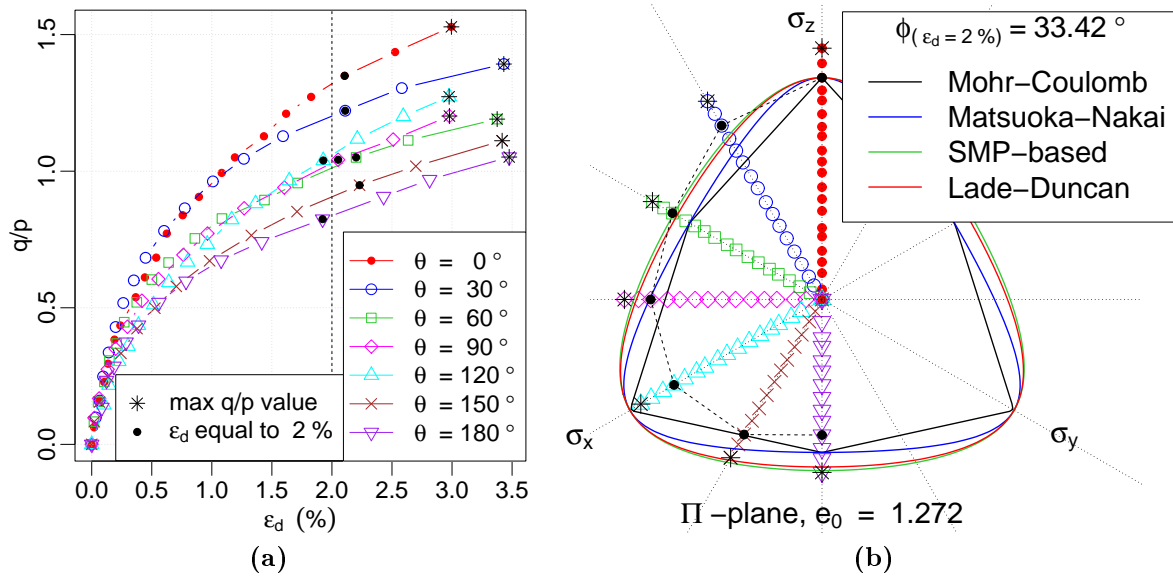 q/p
0.0
0.5
1.0
1.5
0.0 0.5 1.0 1.5 2.0 2.5 3.0 3.5
ε_d (%)
max q/p value
ε_d equal to 2 %
θ = 0 °
θ = 30 °
θ = 60 °
θ = 90 °
θ = 120 °
θ = 150 °
θ = 180 °
(a)
σ_z
σ_x
σ_y
ϕ_( ε_d = 2 %) = 33.42 °
Mohr−Coulomb
Matsuoka−Nakai
SMP−based
Lade−Duncan
Π −plane, e_0 = 1.272
(b)